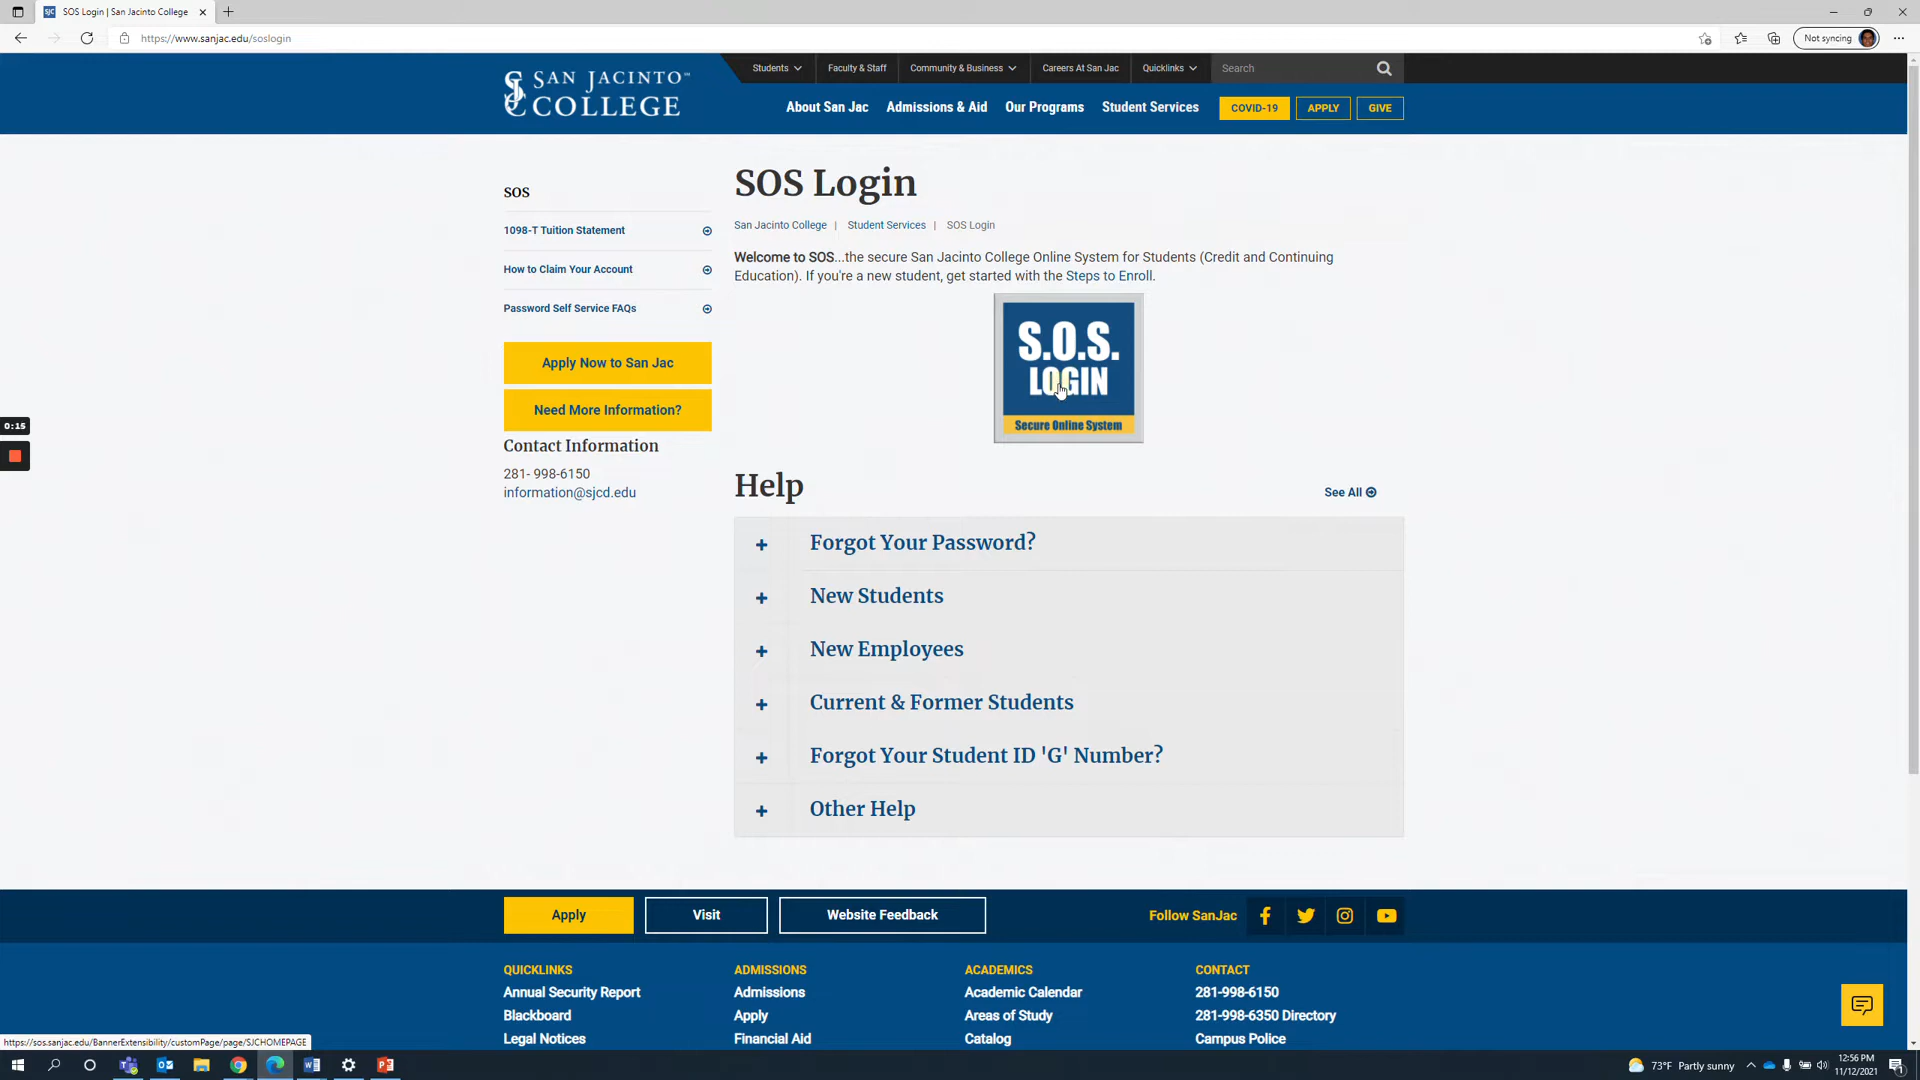 SOS Login | San Jacinto College
https://www.sanjac.edu/soslogin
Not syncing
SAN JACINTO™
COLLEGE
Students
Faculty & Staff
Community & Business
Careers At San Jac
Quicklinks
Search
About San Jac
Admissions & Aid
Our Programs
Student Services
COVID-19
APPLY
GIVE
SOS
1098-T Tuition Statement
How to Claim Your Account
Password Self Service FAQs
Apply Now to San Jac
Need More Information?
Contact Information
281- 998-6150
information@sjcd.edu
SOS Login
San Jacinto College | Student Services | SOS Login
Welcome to SOS...the secure San Jacinto College Online System for Students (Credit and Continuing
Education). If you're a new student, get started with the Steps to Enroll.
S.O.S.
LOGIN
Secure Online System
0:15
Help
See All
Forgot Your Password?
New Students
New Employees
Current & Former Students
Forgot Your Student ID 'G' Number?
Other Help
Apply
Visit
Website Feedback
Follow SanJac
QUICKLINKS
Annual Security Report
Blackboard
Legal Notices
ADMISSIONS
Admissions
Apply
Financial Aid
ACADEMICS
Academic Calendar
Areas of Study
Catalog
CONTACT
281-998-6150
281-998-6350 Directory
Campus Police
https://sos.sanjac.edu/BannerExtensibility/customPage/page/SJCHOMEPAGE
73°F Partly sunny
12:56 PM
11/12/2021